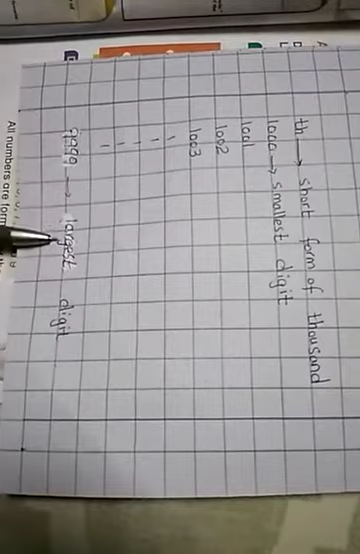 th → short form of thousand
1000 → smallest digit
1001
1002
1003
9999 → largest digit
All numbers are form